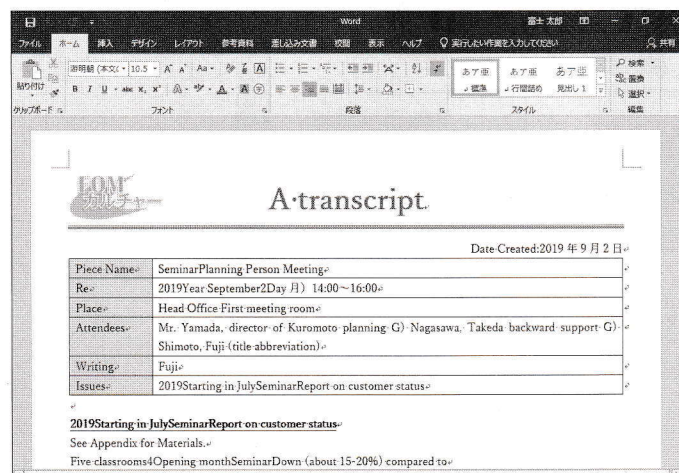 Word
富士 太郎
ファイル ホーム 挿入 デザイン レイアウト 参考資料 差し込み文書 校閲 表示 ヘルプ 実行したい作業を入力してください 共有
貼り付け
游明朝 (本文( 10.5 A A Aa A
B I U abc x, x² A A A
あア亜 あア亜 あア亜
標準 行間詰め 見出し 1
検索
置換
選択
クリップボード フォント 段落 スタイル 編集
FOM
カルチャー
A·transcript
Date·Created:2019 年 9 月 2 日
Piece Name SeminarPlanning Person Meeting
Re 2019Year·September2Day 月) 14:00～16:00
Place Head Office First·meeting room
Attendees Mr. Yamada, director of Kuromoto planning G) Nagasawa, Takeda backward support G)
Shimoto, Fuji (title abbreviation)
Writing Fuji
Issues 2019Starting in JulySeminarReport on customer status
2019Starting·in·JulySeminarReport on customer·status
See Appendix for Materials.
Five classrooms4Opening monthSeminarDown (about 15-20%) compared to